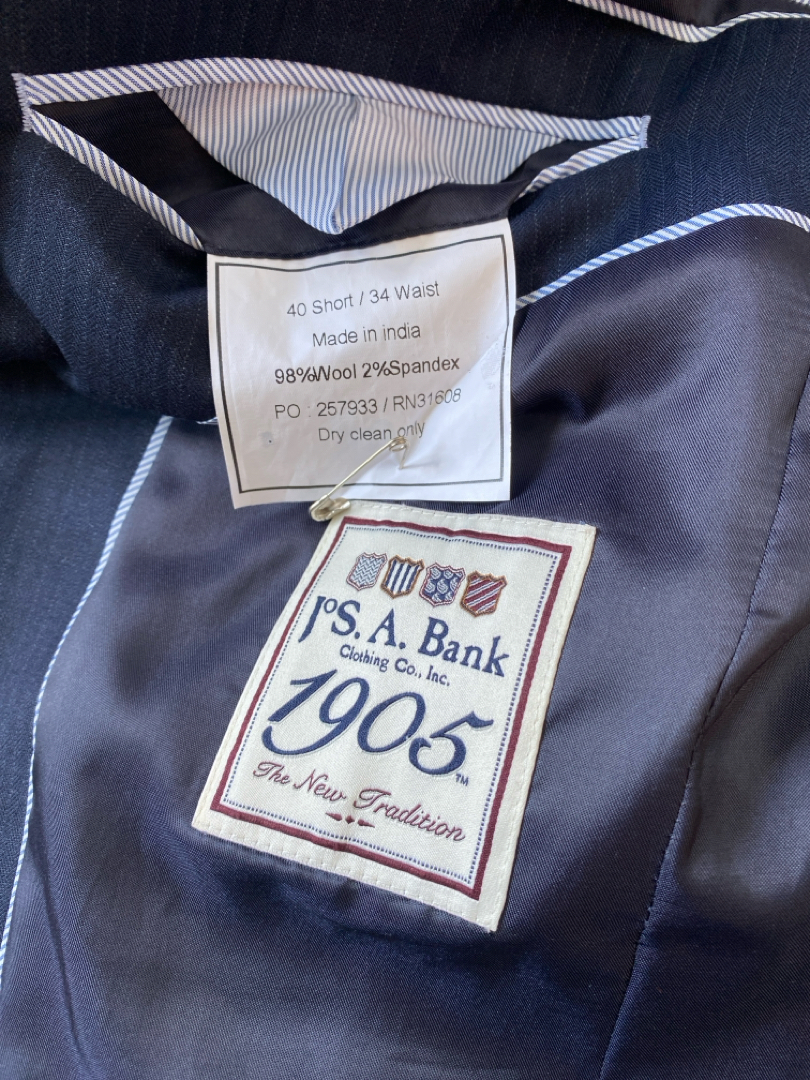 40 Short / 34 Waist
Made in india
98%Wool 2%Spandex
PO : 257933 / RN31608
Dry clean only
JoS. A. Bank
Clothing Co., Inc.
1905™
The New Tradition